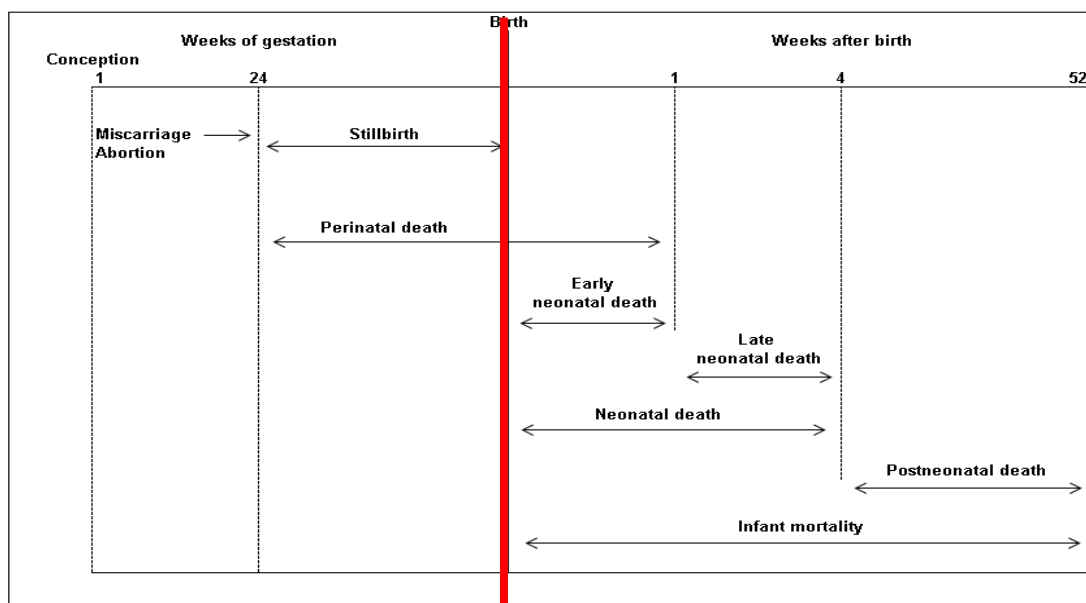 Birth
Weeks of gestation
Weeks after birth
Conception
1
24
1
4
52
Miscarriage
Abortion
Stillbirth
Perinatal death
Early
neonatal death
Late
neonatal death
Neonatal death
Postneonatal death
Infant mortality